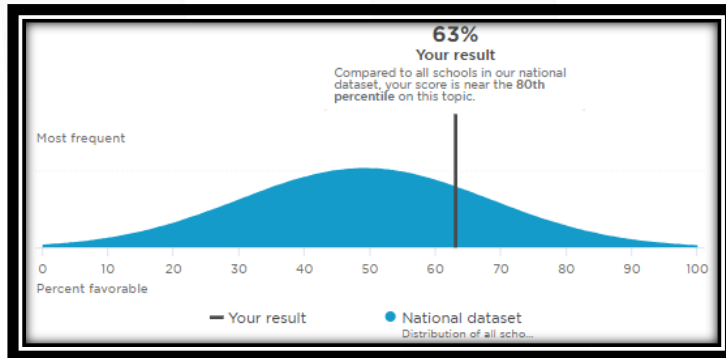 63%
Your result
Compared to all schools in our national
dataset, your score is near the 80th
percentile on this topic.
Most frequent
0 10 20 30 40 50 60 70 80 90 100
Percent favorable
Your result
National dataset
Distribution of all scho...